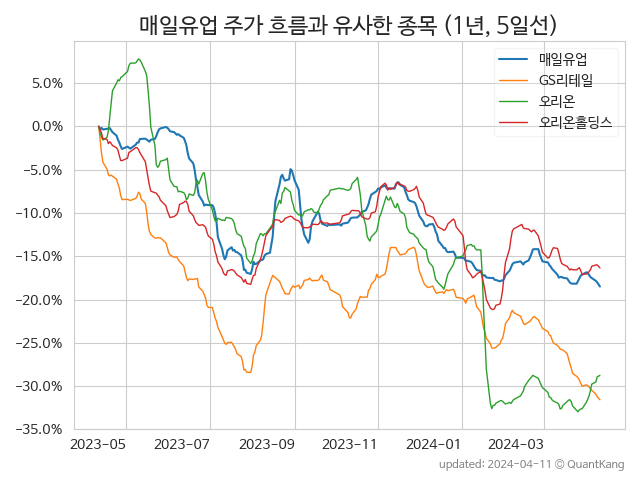 매일유업 주가 흐름과 유사한 종목 (1년, 5일선)
매일유업
GS리테일
오리온
오리온홀딩스
5.0%
0.0%
−5.0%
−10.0%
−15.0%
−20.0%
−25.0%
−30.0%
−35.0%
2023-05 2023-07 2023-09 2023-11 2024-01 2024-03
updated: 2024-04-11 © QuantKang